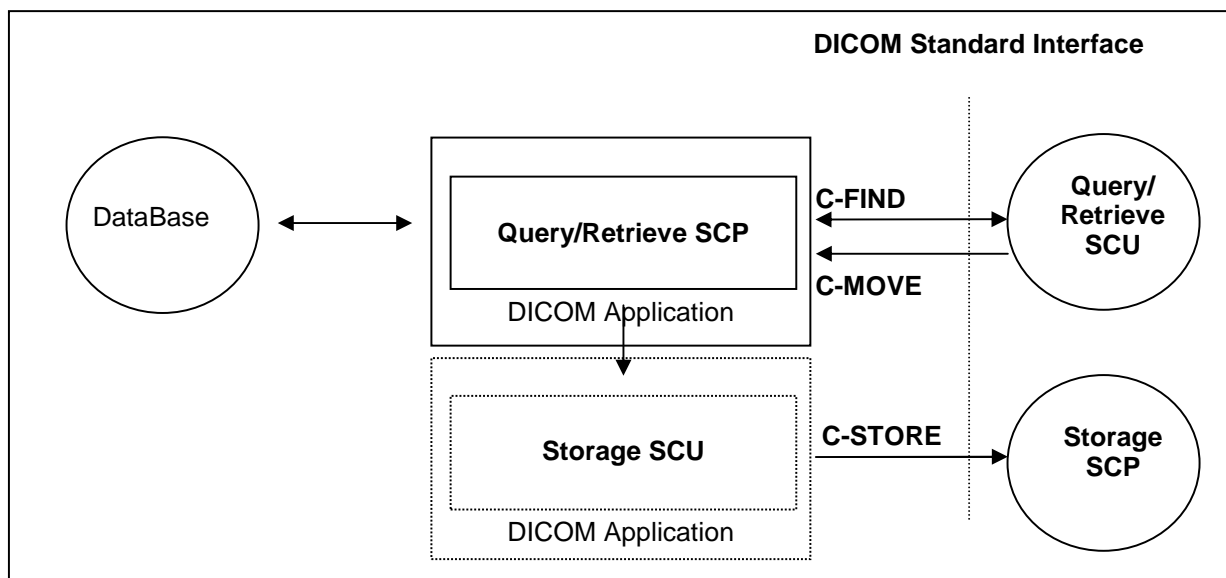 DICOM Standard Interface
DataBase
Query/Retrieve SCP
DICOM Application
C-FIND
C-MOVE
Query/
Retrieve
SCU
Storage SCU
DICOM Application
C-STORE
Storage
SCP